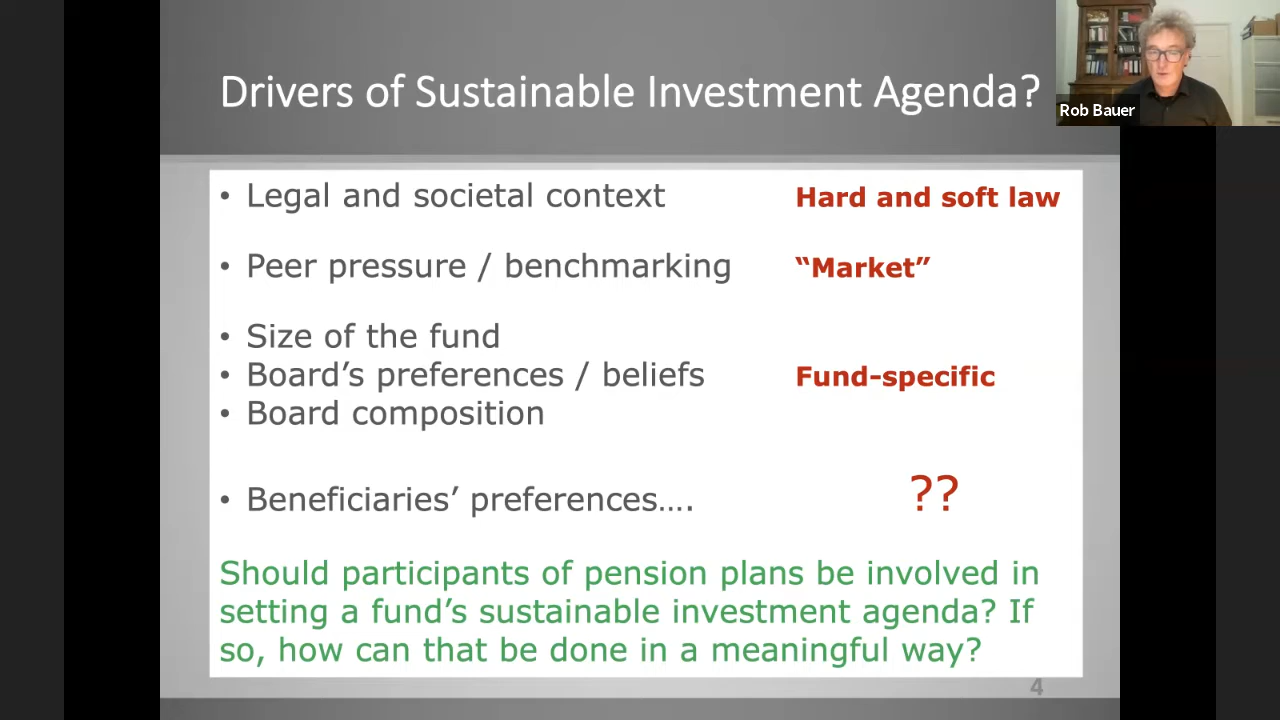 Drivers of Sustainable Investment Agenda?
Rob Bauer
• Legal and societal context Hard and soft law
• Peer pressure / benchmarking “Market”
• Size of the fund
• Board’s preferences / beliefs Fund-specific
• Board composition
• Beneficiaries’ preferences…. ??
Should participants of pension plans be involved in
setting a fund’s sustainable investment agenda? If
so, how can that be done in a meaningful way?
4